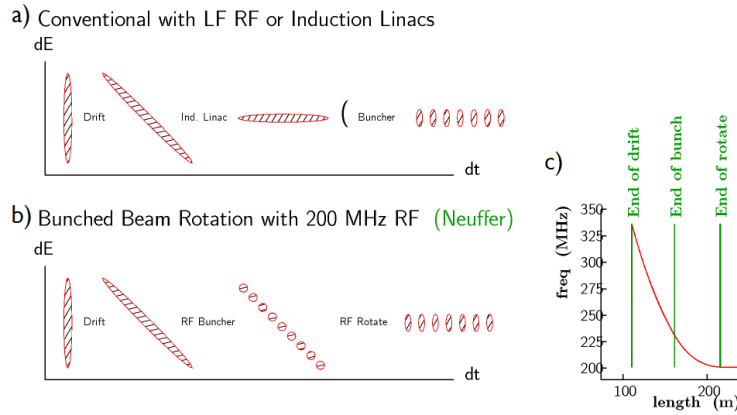 a) Conventional with LF RF or Induction Linacs
dE
Drift
Ind. Linac
(
Buncher
dt
b) Bunched Beam Rotation with 200 MHz RF (Neuffer)
dE
Drift
RF Buncher
RF Rotate
dt
c)
End of drift
End of bunch
End of rotate
freq (MHz)
350
325
300
275
250
225
200
100 200
length (m)